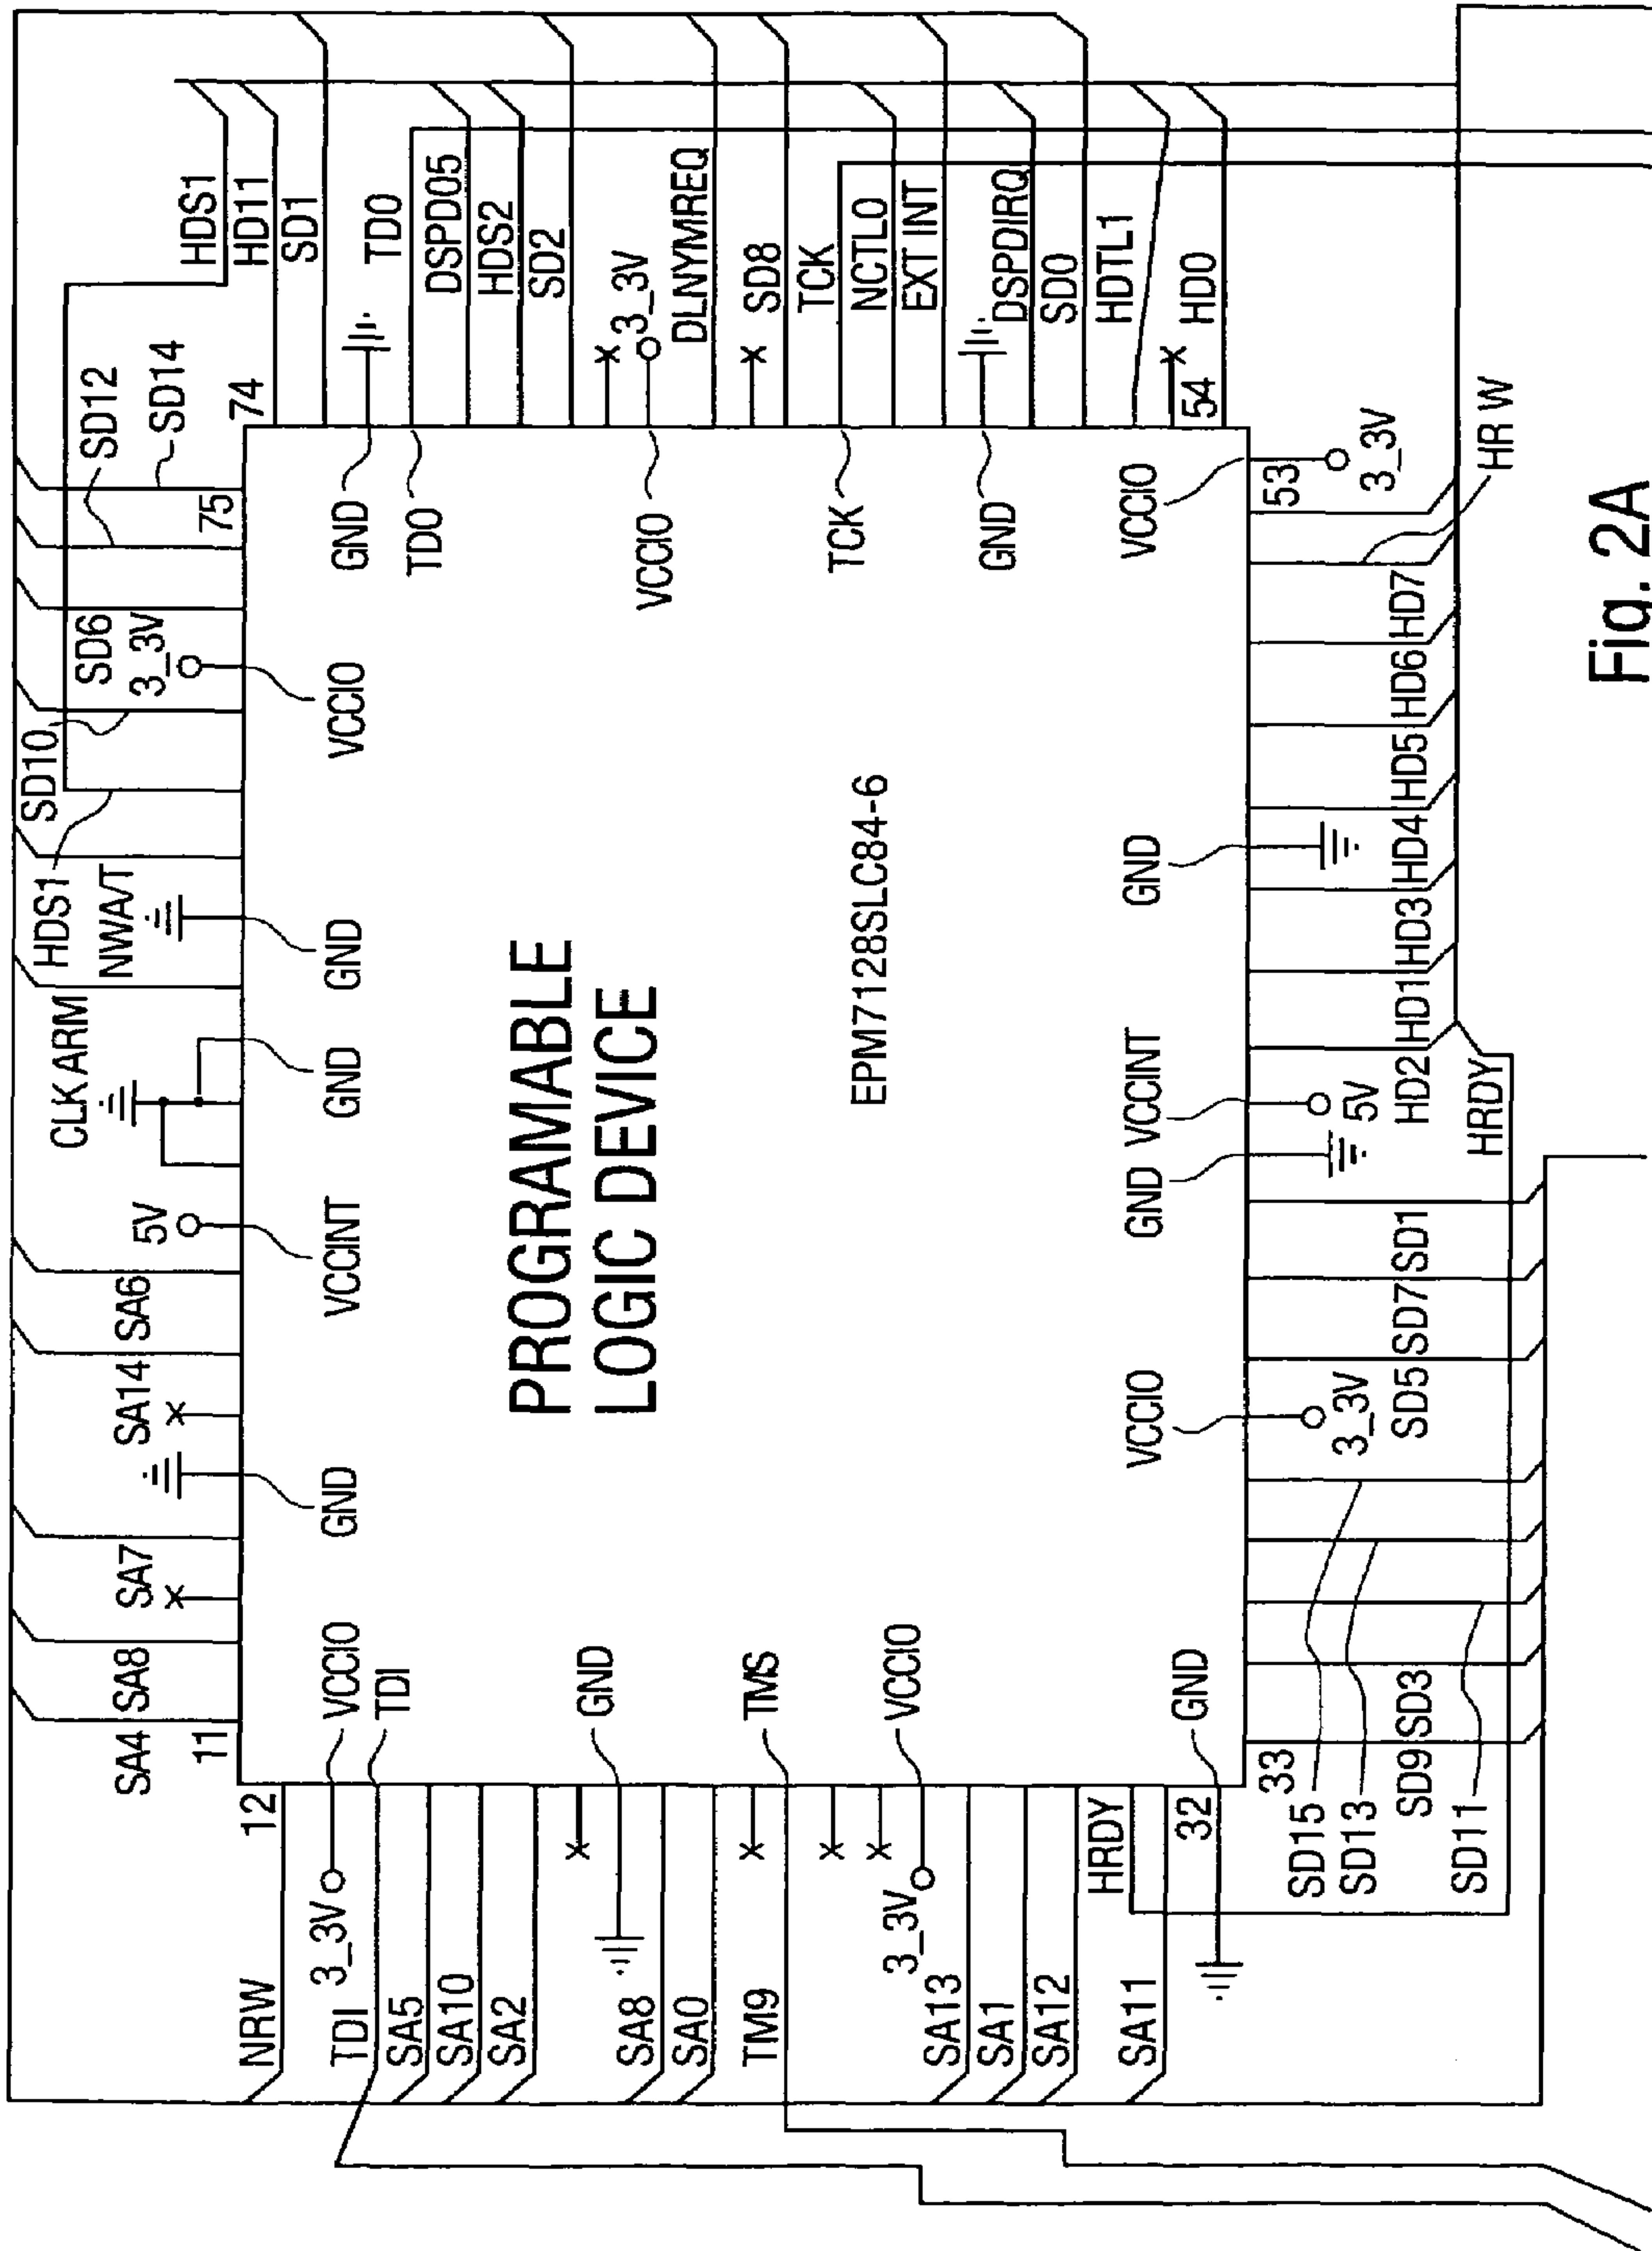 HDS1
HD11
SD1
TD0
DSPD05
HDS2
SD2
3_3V
DLNYMREQ
SD8
TCK
NCTL0
EXT INT
DSPDIRQ
SD0
HDTL1
HD0
74
54
GND
TD0
VCCIO
TCK
GND
VCCIO
SD14
SD12
75
SD6
3_3V
VCCIO
SD10
HDS1
NWA/T
GND
CLK ARM
GND
5V
VCCINT
SA6
SA14
GND
SA7
SA8
SA4
11
PROGRAMABLE
LOGIC DEVICE
EPM7128SLC84-6
53
3_3V
HR W
HD7
HD6
HD5
HD4
GND
HD3
HD1
HD2
VCCINT
5V
GND
HRDY
SD1
SD7
SD5
VCCIO
3_3V
SD3
SD9
33
SD15
SD13
SD11
VCCIO
TDI
GND
TMS
VCCIO
GND
12
32
NRW
3_3V
TDI
SA5
SA10
SA2
SA8
SA0
TM9
3_3V
SA13
SA1
SA12
HRDY
SA11
Fig. 2A